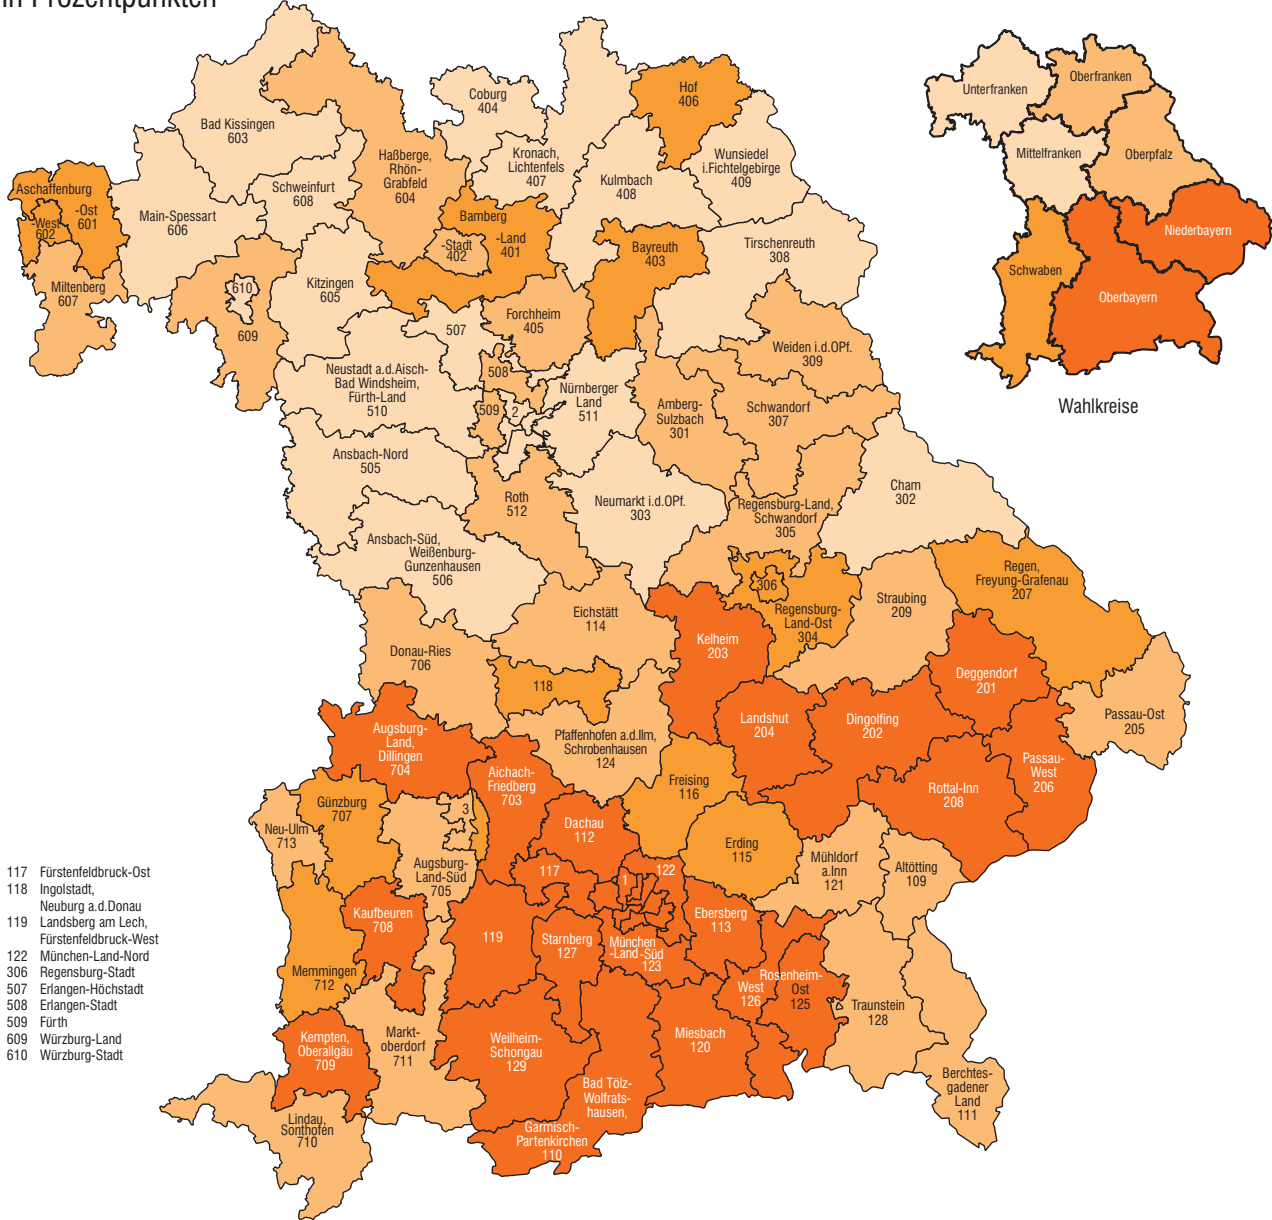 in Prozentpunkten
Bad Kissingen
603
Coburg
404
Hof
406
Haßberge,
Rhön-
Grabfeld
604
Kronach,
Lichtenfels
407
Kulmbach
408
Wunsiedel
i.Fichtelgebirge
409
Aschaffenburg
-Ost
601
-West
602
Schweinfurt
608
Main-Spessart
606
Bamberg
-Land
401
-Stadt
402
Bayreuth
403
Tirschenreuth
308
Miltenberg
607
610
609
Kitzingen
605
Forchheim
405
507
508
509
2
Neustadt a.d.Aisch-
Bad Windsheim,
Fürth-Land
510
Nürnberger
Land
511
Weiden i.d.OPf.
309
Amberg-
Sulzbach
301
Schwandorf
307
Ansbach-Nord
505
Roth
512
Neumarkt i.d.OPf.
303
Regensburg-Land,
Schwandorf
305
Cham
302
Ansbach-Süd,
Weißenburg-
Gunzenhausen
506
Eichstätt
114
306
Regensburg-
Land-Ost
304
Straubing
209
Regen,
Freyung-Grafenau
207
Donau-Ries
706
118
Kelheim
203
Deggendorf
201
Passau-Ost
205
Augsburg-
Land,
Dillingen
704
Pfaffenhofen a.d.Ilm,
Schrobenhausen
124
Landshut
204
Dingolfing
202
Passau-
West
206
Rottal-Inn
208
Aichach-
Friedberg
703
Freising
116
Günzburg
707
Neu-Ulm
713
3
Augsburg-
Land-Süd
705
Dachau
112
Erding
115
Mühldorf
a.Inn
121
Altötting
109
117
1
122
Kaufbeuren
708
119
Starnberg
127
München
-Land-Süd
123
Ebersberg
113
Memmingen
712
Rosenheim-
West
126
Ost
125
Traunstein
128
Kempten,
Oberallgäu
709
Markt-
oberdorf
711
Weilheim-
Schongau
129
Miesbach
120
Bad Tölz-
Wolfrats-
hausen,
Garmisch-
Partenkirchen
110
Berchtes-
gadener
Land
111
Lindau,
Sonthofen
710
Unterfranken
Oberfranken
Mittelfranken
Oberpfalz
Niederbayern
Schwaben
Oberbayern
Wahlkreise
117 Fürstenfeldbruck-Ost
118 Ingolstadt,
Neuburg a.d.Donau
119 Landsberg am Lech,
Fürstenfeldbruck-West
122 München-Land-Nord
306 Regensburg-Stadt
507 Erlangen-Höchstadt
508 Erlangen-Stadt
509 Fürth
609 Würzburg-Land
610 Würzburg-Stadt